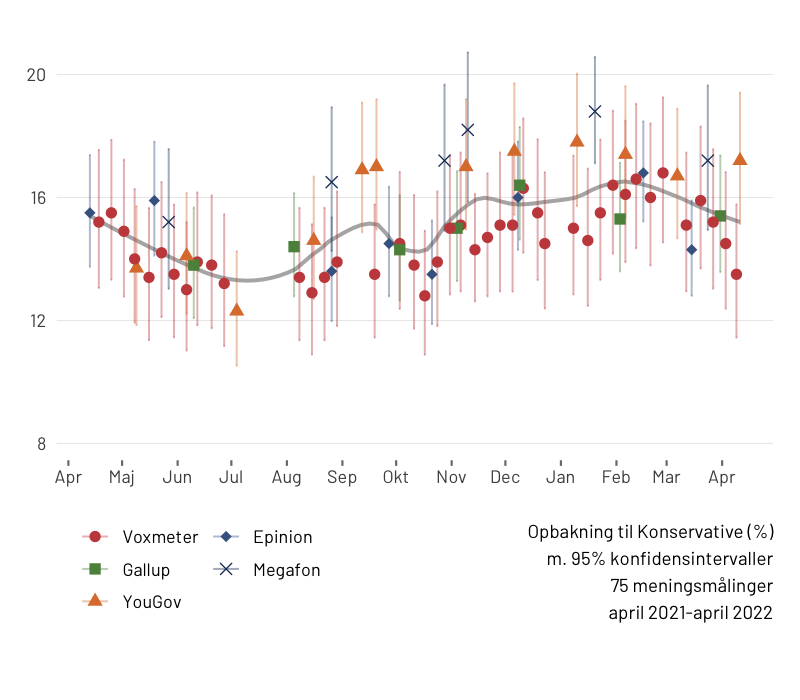 20
16
12
8
Apr Maj Jun Jul Aug Sep Okt Nov Dec Jan Feb Mar Apr
Voxmeter Epinion
Gallup Megafon
YouGov
Opbakning til Konservative (%)
m. 95% konfidensintervaller
75 meningsmålinger
april 2021-april 2022